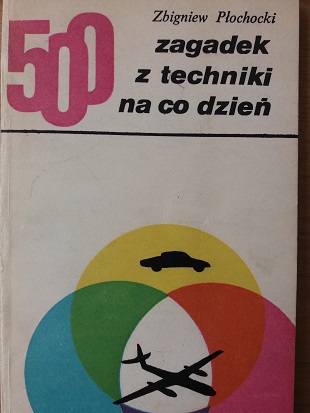 Zbigniew Płochocki
500 zagadek
z techniki
na co dzień